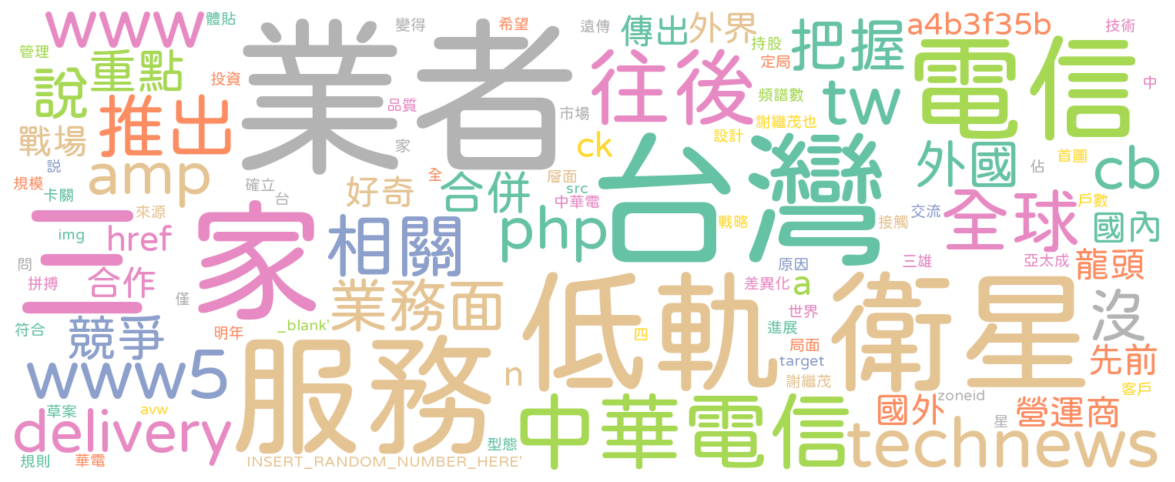 www
體貼
變得
希望
遠傳
傳出
外界
a4b3f35b
技術
管理
說
重點
投資
業者
往後
持股
定局
把握
電信
中
推出
品質
市場
頻譜數
tw
謝繼茂也
設計
戰場
說
家
ck
台灣
首圖
外國
佔
cb
規模
卡關
amp
確立
台
好奇
合併
全
層面
src
中華電
戰略
接觸
交流
全球
戶數
國內
來源
三
家
相關
php
img
href
問
拼搏
合作
僅
業務面
低軌
原因
差異化
a
三雄
亞太成
龍頭
衛星
世界
沒
符合
競爭
明年
_blank'
四
進展
局面
target
先前
www5
服務
n
謝繼茂
zoneid
客戶
草案
avw
delivery
型態
中華電信
國外
星
營運商
technews
規則
華電
INSERT_RANDOM_NUMBER_HERE'